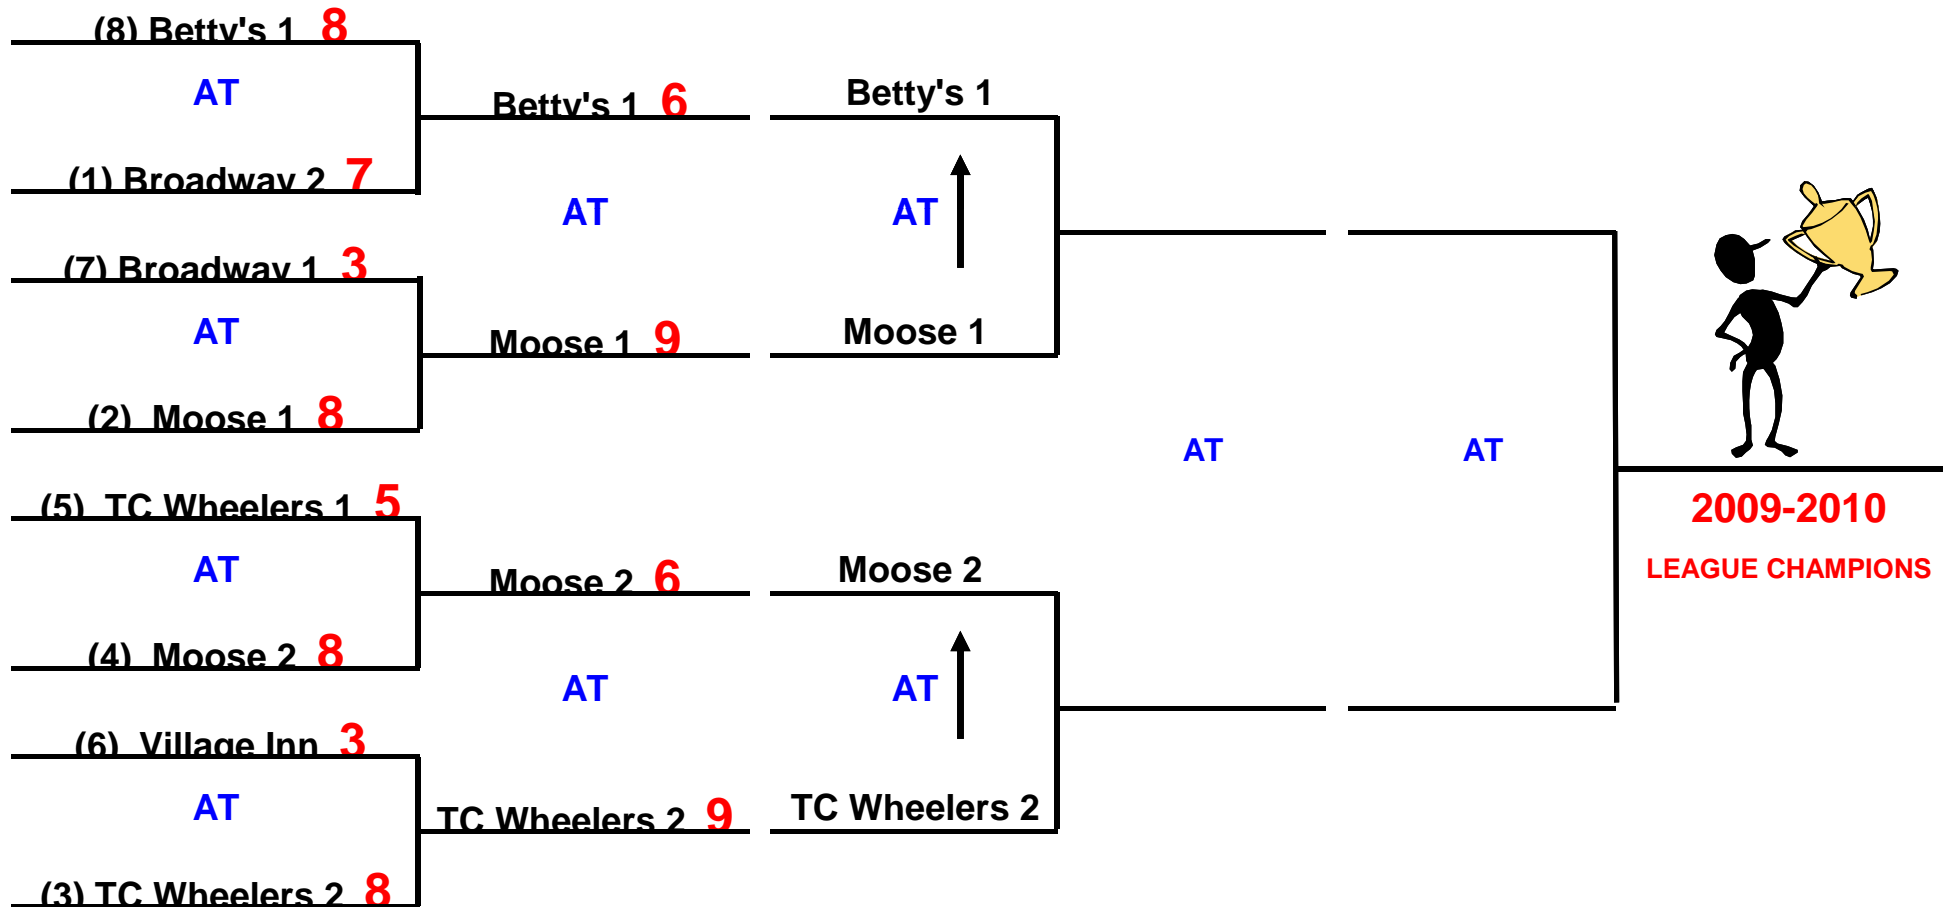 (8) Betty's 1 8
AT
(1) Broadway 2 7
(7) Broadway 1 3
AT
(2) Moose 1 8
(5) TC Wheelers 1 5
AT
(4) Moose 2 8
(6) Village Inn 3
AT
(3) TC Wheelers 2 8
Betty's 1 6
AT
Moose 1 9
Moose 2 6
AT
TC Wheelers 2 9
Betty's 1
AT
Moose 1
Moose 2
AT
TC Wheelers 2
AT
AT
2009-2010
LEAGUE CHAMPIONS